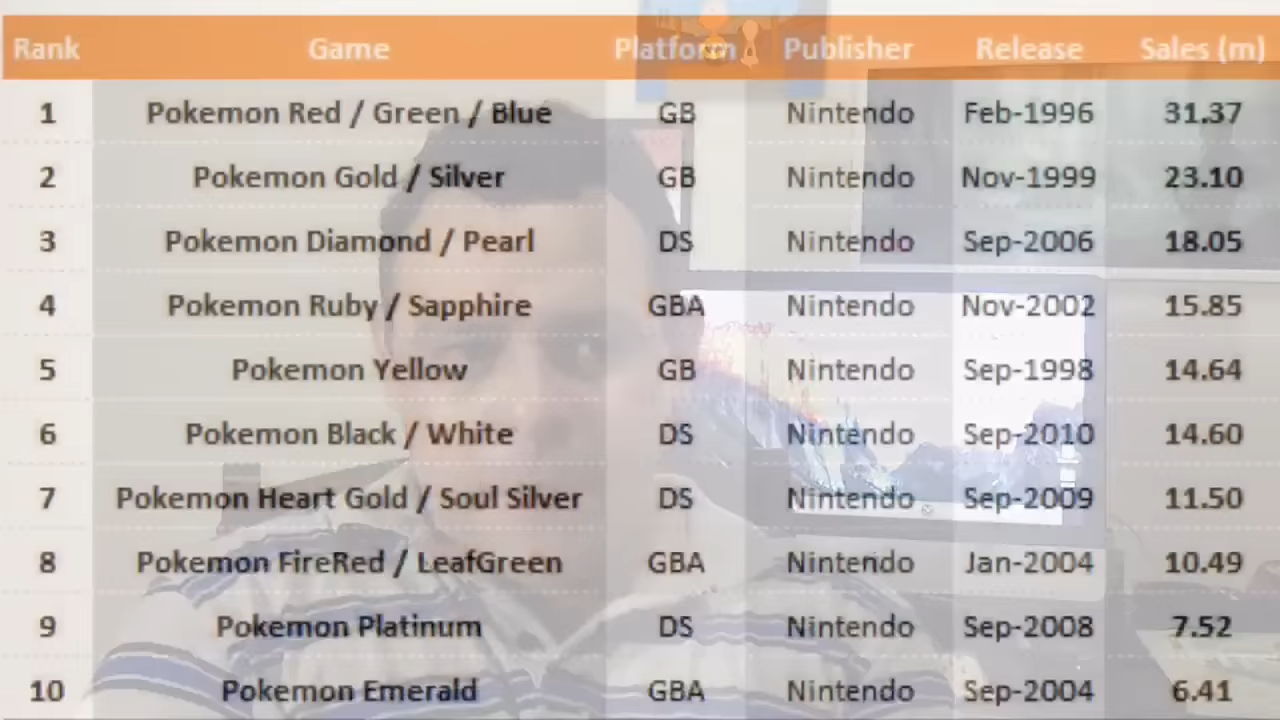 Rank Game Platform Publisher Release Sales (m)
1 Pokemon Red / Green / Blue GB Nintendo Feb-1996 31.37
2 Pokemon Gold / Silver GB Nintendo Nov-1999 23.10
3 Pokemon Diamond / Pearl DS Nintendo Sep-2006 18.05
4 Pokemon Ruby / Sapphire GBA Nintendo Nov-2002 15.85
5 Pokemon Yellow GB Nintendo Sep-1998 14.64
6 Pokemon Black / White DS Nintendo Sep-2010 14.60
7 Pokemon Heart Gold / Soul Silver DS Nintendo Sep-2009 11.50
8 Pokemon FireRed / LeafGreen GBA Nintendo Jan-2004 10.49
9 Pokemon Platinum DS Nintendo Sep-2008 7.52
10 Pokemon Emerald GBA Nintendo Sep-2004 6.41